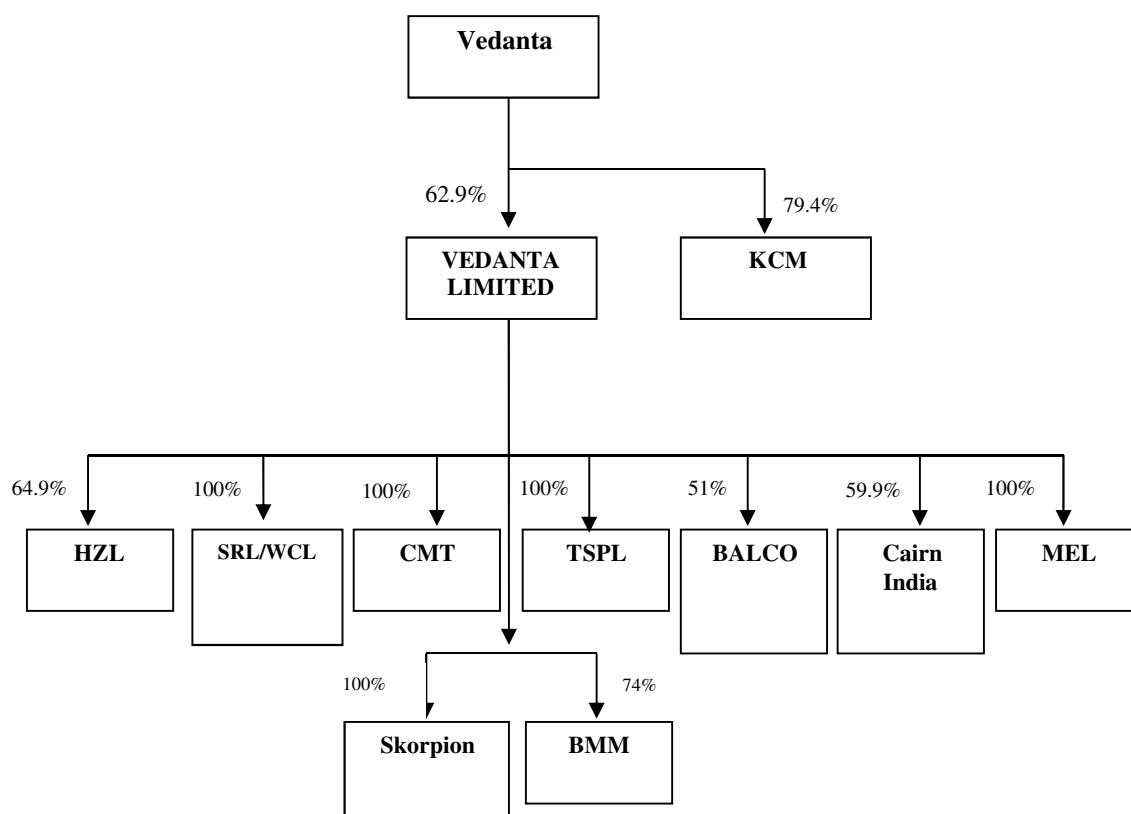 Vedanta
62.9%
79.4%
VEDANTA
LIMITED
KCM
64.9%
100%
100%
100%
51%
59.9%
100%
HZL
SRL/WCL
CMT
TSPL
BALCO
Cairn
India
MEL
100%
74%
Skorpion
BMM